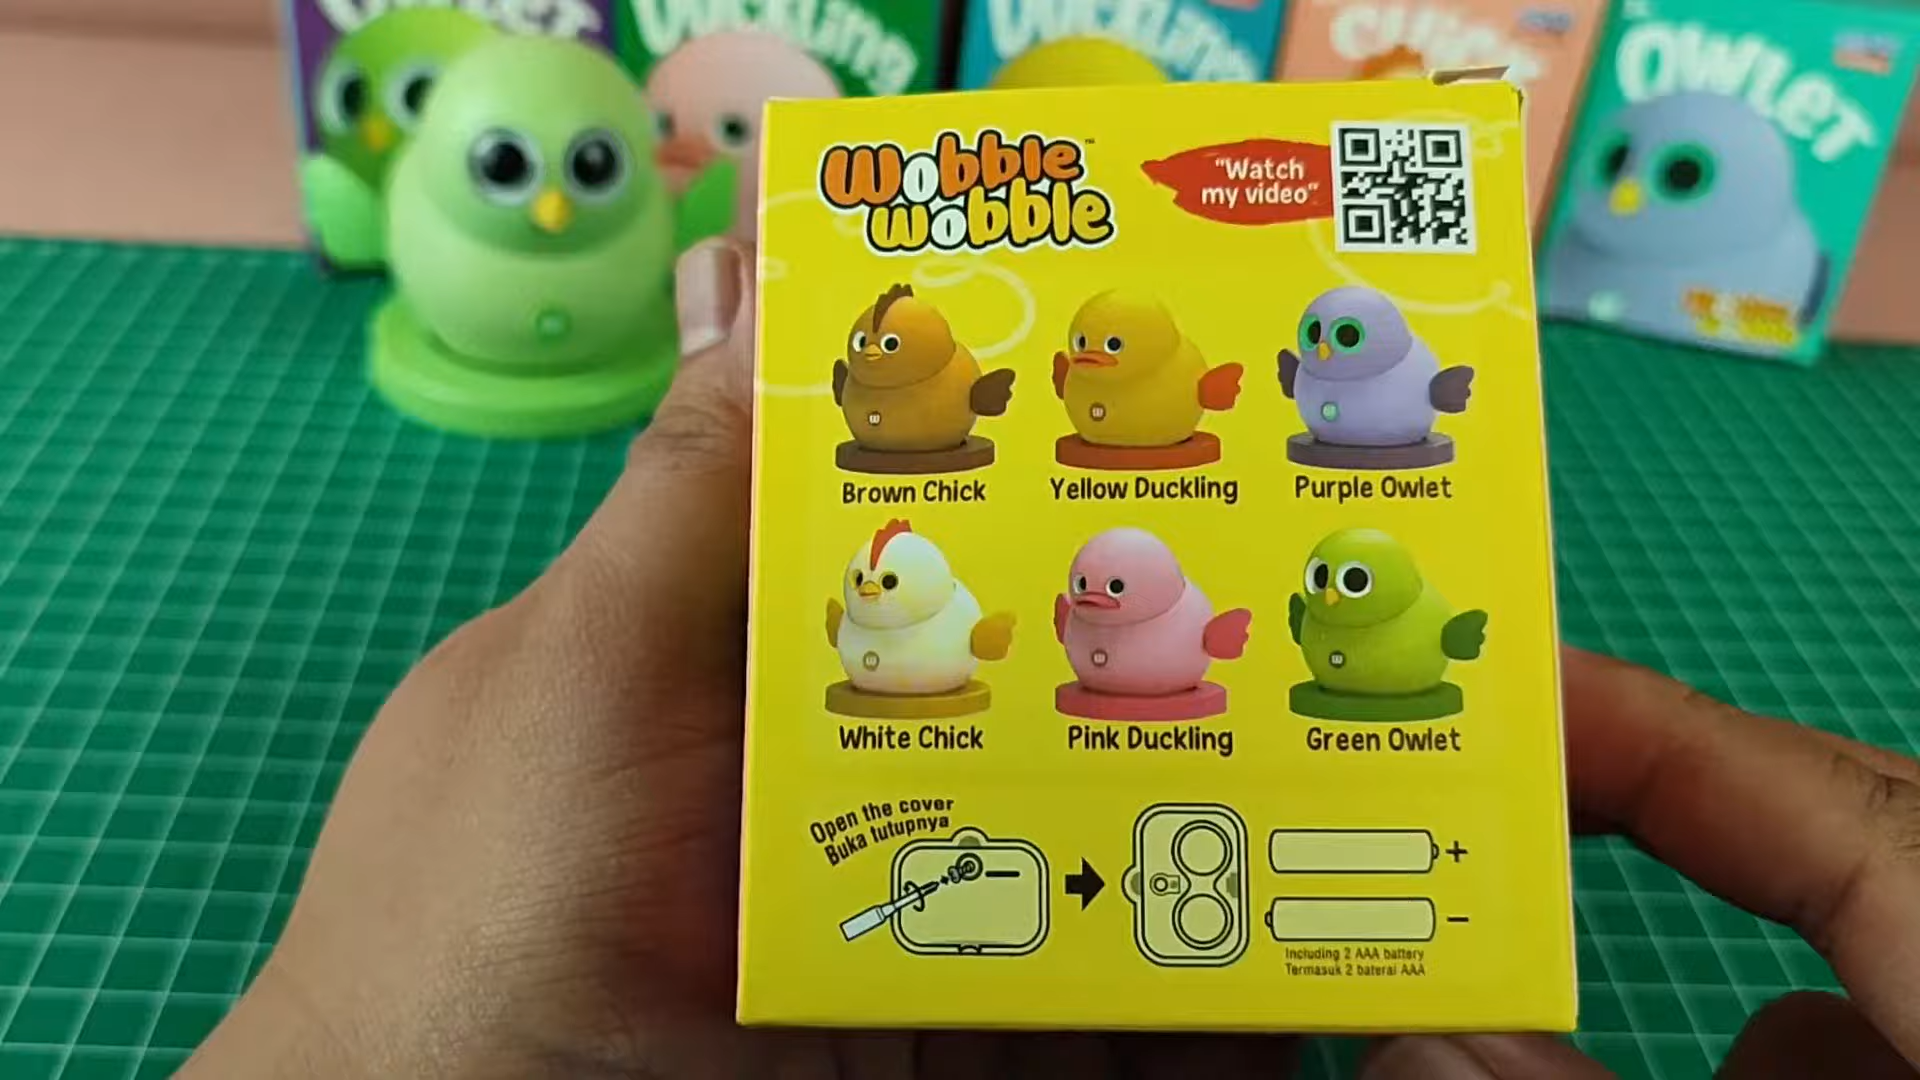 Duckling
Duckling
OWLET
Wobble
wobble
™
"Watch
my video"
Brown Chick
Yellow Duckling
Purple Owlet
White Chick
Pink Duckling
Green Owlet
Open the cover
Buka tutupnya
+
-
Including 2 AAA battery
Termasuk 2 baterai AAA